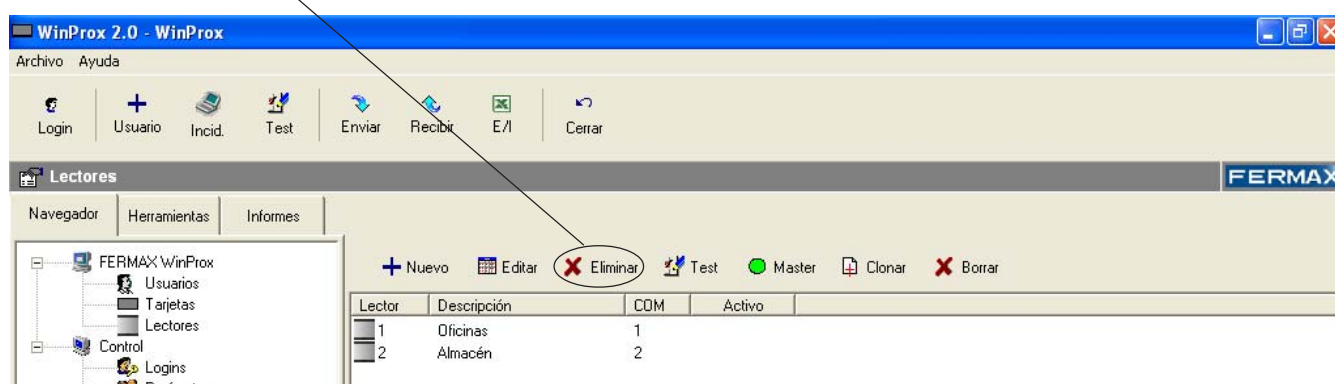 WinProx 2.0 - WinProx
Archivo Ayuda
Login Usuario Incid. Test Enviar Recibir E/I Cerrar
Lectores FERMAX
Navegador Herramientas Informes
FERMAX WinProx
Usuarios
Tarjetas
Lectores
Control
Logins
Nuevo Editar Eliminar Test Master Clonar Borrar
Lector Descripción COM Activo
1 Oficinas 1
2 Almacén 2